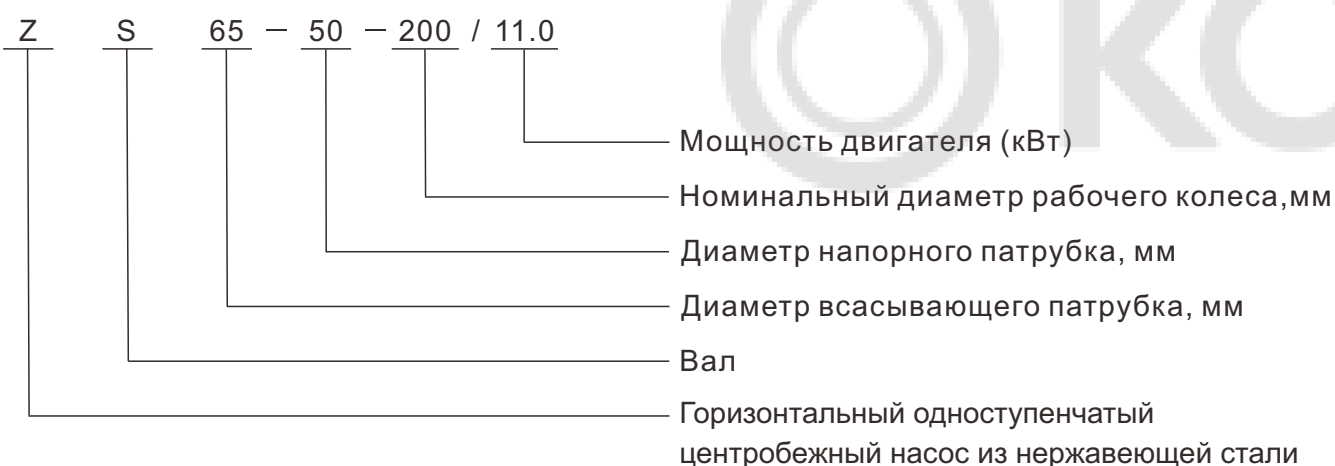 Z S 65 – 50 – 200 / 11.0
Мощность двигателя (кВт)
Номинальный диаметр рабочего колеса,мм
Диаметр напорного патрубка, мм
Диаметр всасывающего патрубка, мм
Вал
Горизонтальный одноступенчатый
центробежный насос из нержавеющей стали